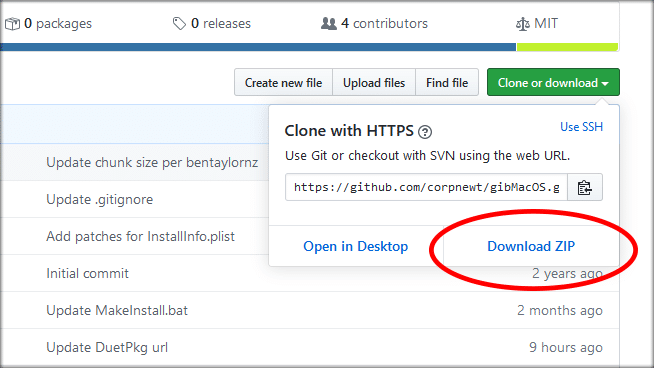 0 packages
0 releases
4 contributors
MIT
Create new file
Upload files
Find file
Clone or download
Clone with HTTPS ?
Use SSH
Use Git or checkout with SVN using the web URL.
https://github.com/corpnewt/gibMacOS.g
Open in Desktop
Download ZIP
Update chunk size per bentaylornz
Update .gitignore
Add patches for InstallInfo.plist
Initial commit
2 years ago
Update MakeInstall.bat
2 months ago
Update DuetPkg url
9 hours ago